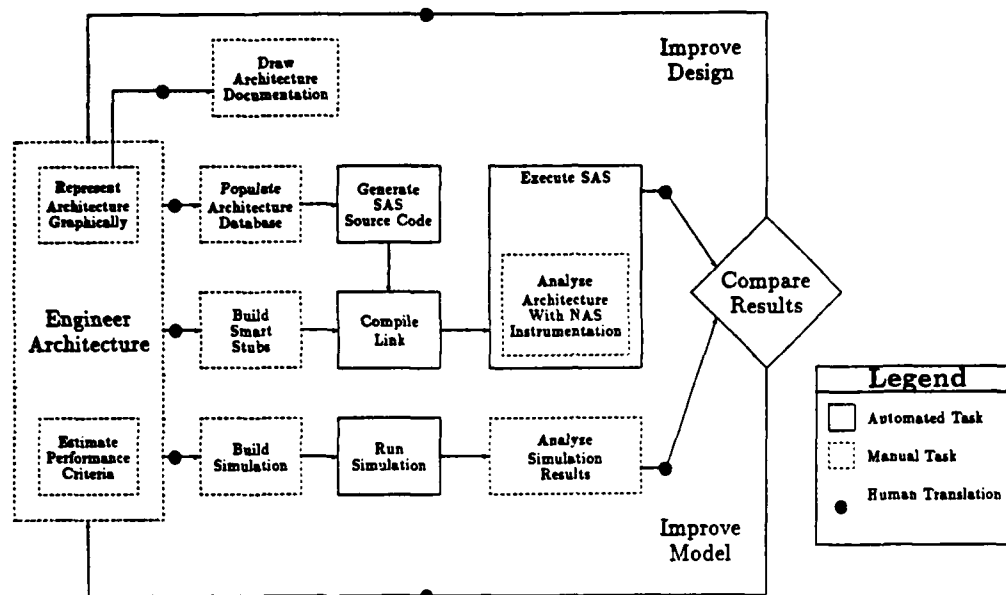 Improve
Design
Draw
Architecture
Documentation
Represent
Architecture
Graphically
Populate
Architecture
Database
Generate
SAS
Source Code
Execute SAS
Analyze
Architecture
With NAS
Instrumentation
Compare
Results
Engineer
Architecture
Build
Smart
Stubs
Compile
Link
Legend
Automated Task
Manual Task
Human Translation
Estimate
Performance
Criteria
Build
Simulation
Run
Simulation
Analyze
Simulation
Results
Improve
Model